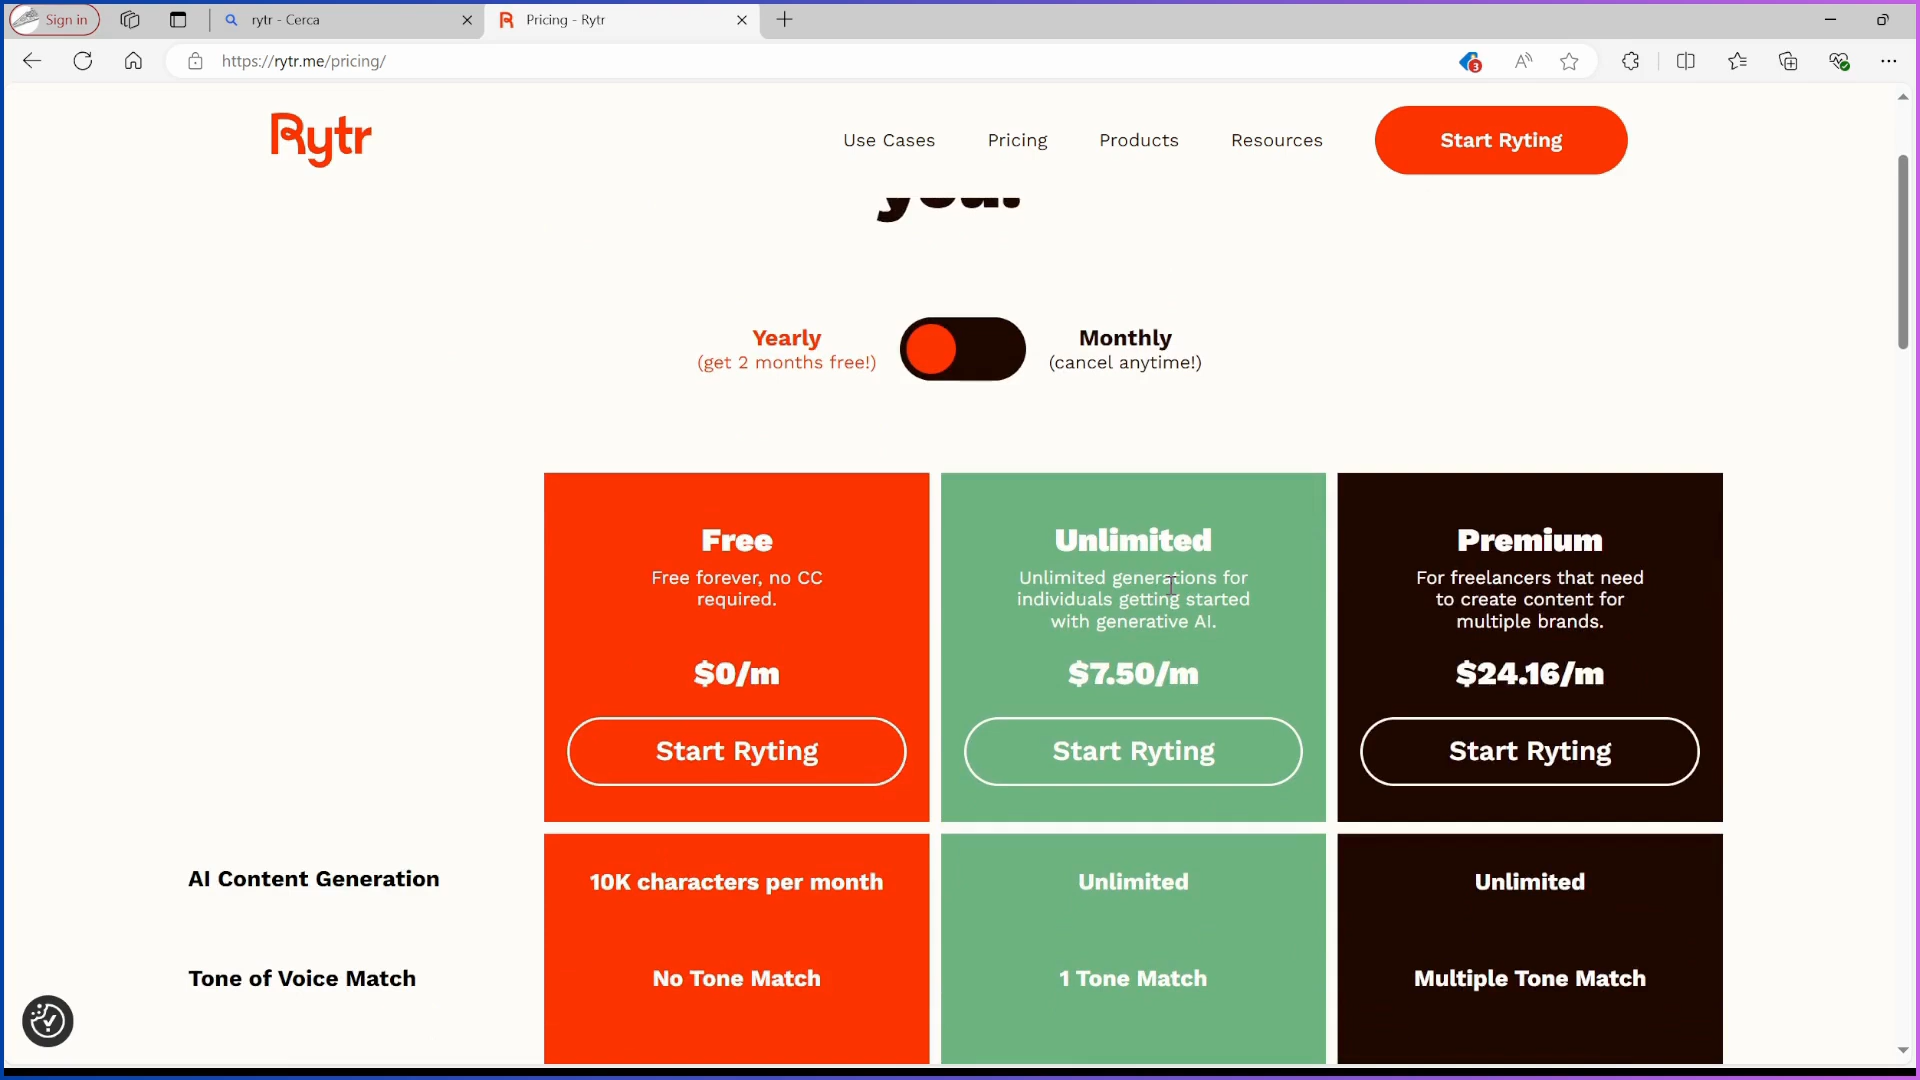 Sign in
rytr - Cerca
Pricing - Rytr
https://rytr.me/pricing/
3
Rytr
Use Cases
Pricing
Products
Resources
Start Ryting
you.
Yearly
(get 2 months free!)
Monthly
(cancel anytime!)
Free
Free forever, no CC
required.
$0/m
Start Ryting
Unlimited
Unlimited generations for
individuals getting started
with generative AI.
$7.50/m
Start Ryting
Premium
For freelancers that need
to create content for
multiple brands.
$24.16/m
Start Ryting
AI Content Generation
10K characters per month
Unlimited
Unlimited
Tone of Voice Match
No Tone Match
1 Tone Match
Multiple Tone Match